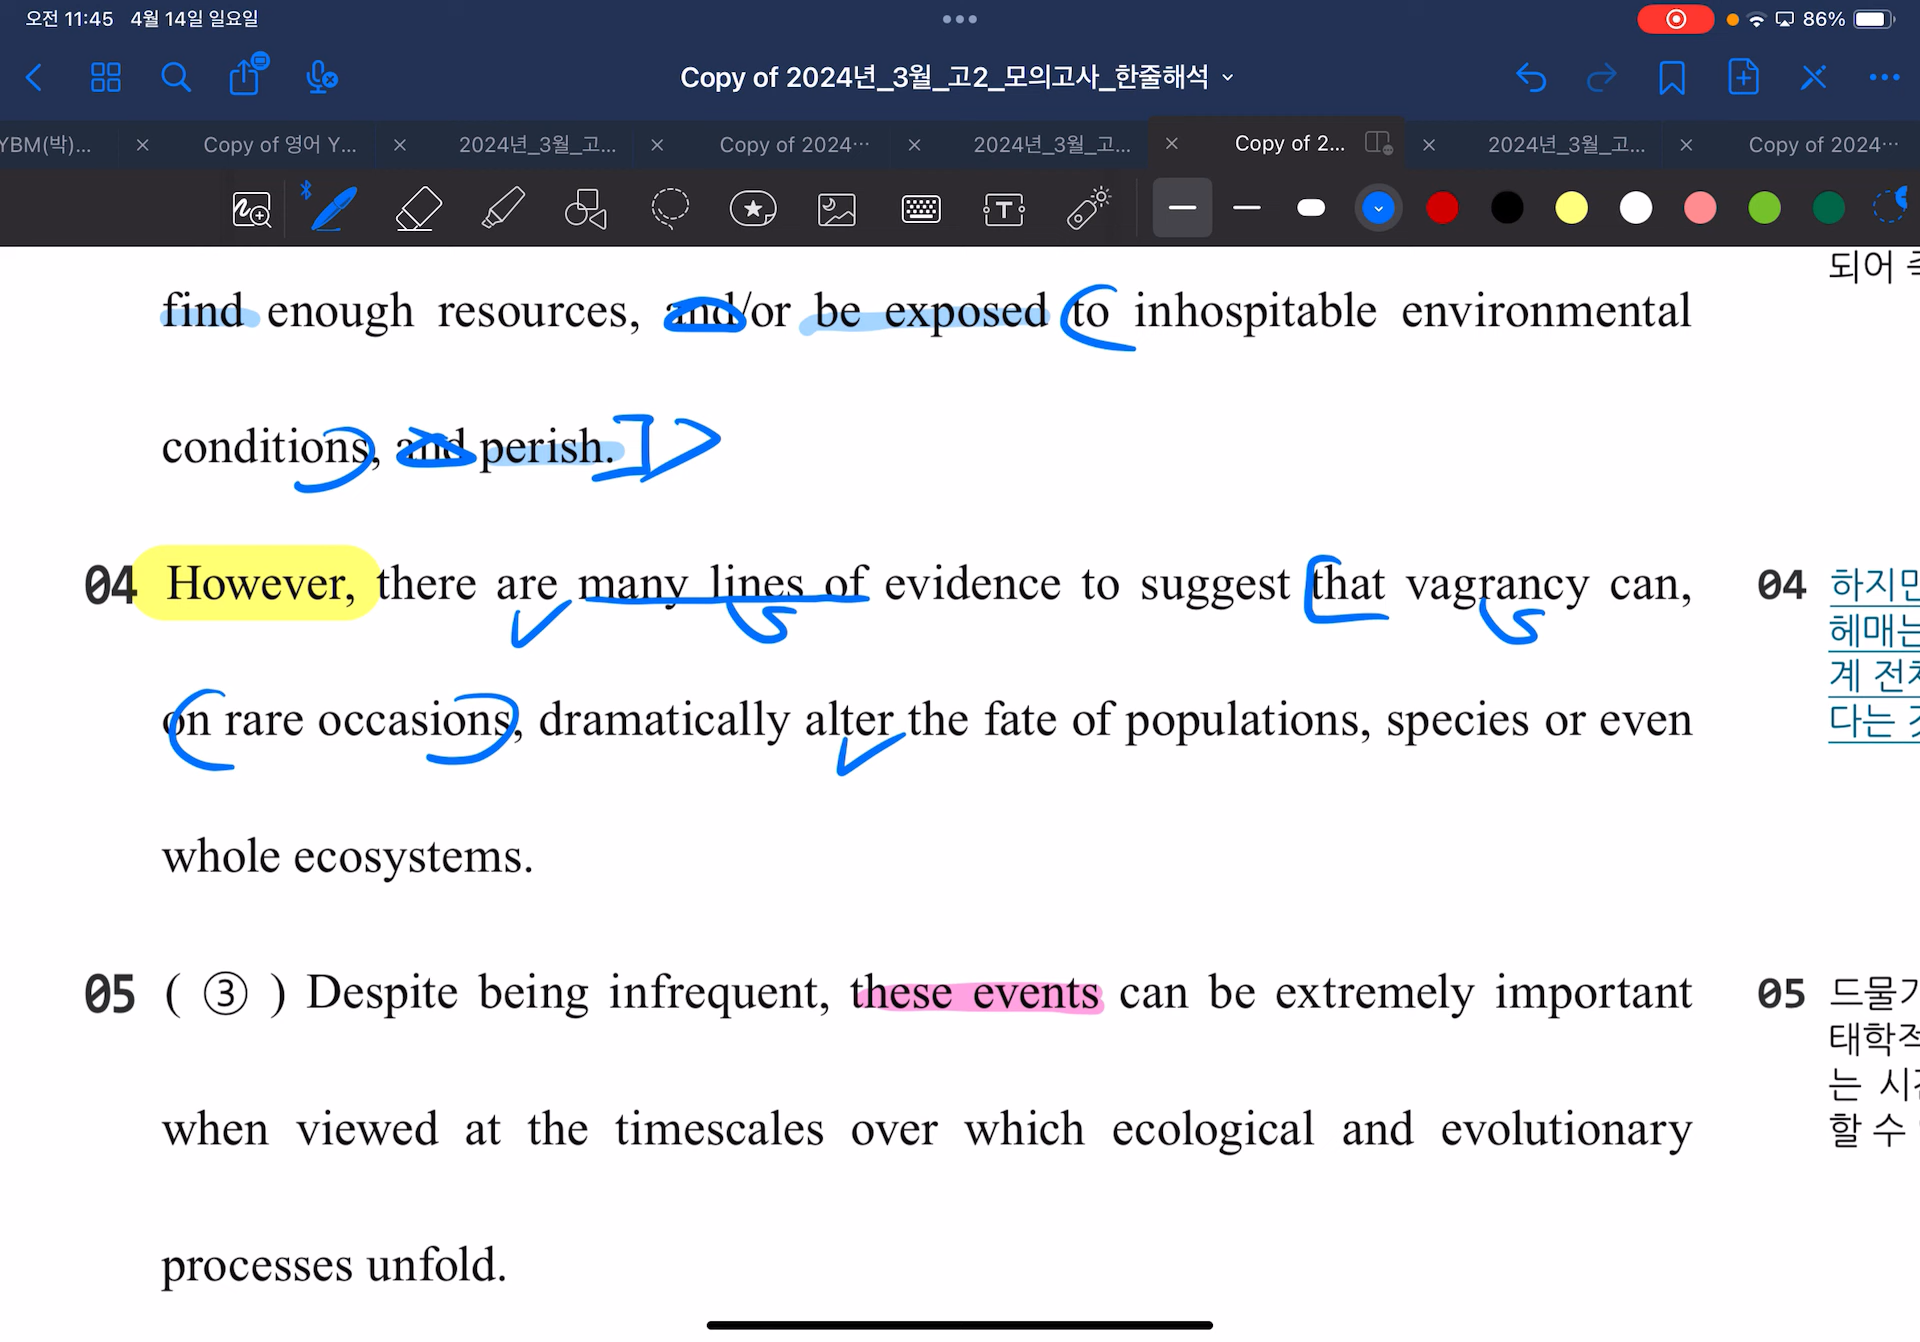 오전 11:45 4월 14일 일요일
86%
Copy of 2024년_3월_고2_모의고사_한줄해석
YBM(박)...
Copy of 영어 Y...
2024년_3월_고...
Copy of 2024...
2024년_3월_고...
Copy of 2...
2024년_3월_고...
Copy of 2024...
find enough resources, and/or be exposed to inhospitable environmental
되어
conditions, and perish.
04 However, there are many lines of evidence to suggest that vagrancy can,
on rare occasions, dramatically alter the fate of populations, species or even
whole ecosystems.
04 하지만
헤매는
계 전체
다는
05 ( ③ ) Despite being infrequent, these events can be extremely important
when viewed at the timescales over which ecological and evolutionary
processes unfold.
05 드물기
태학적
는 시간
할 수